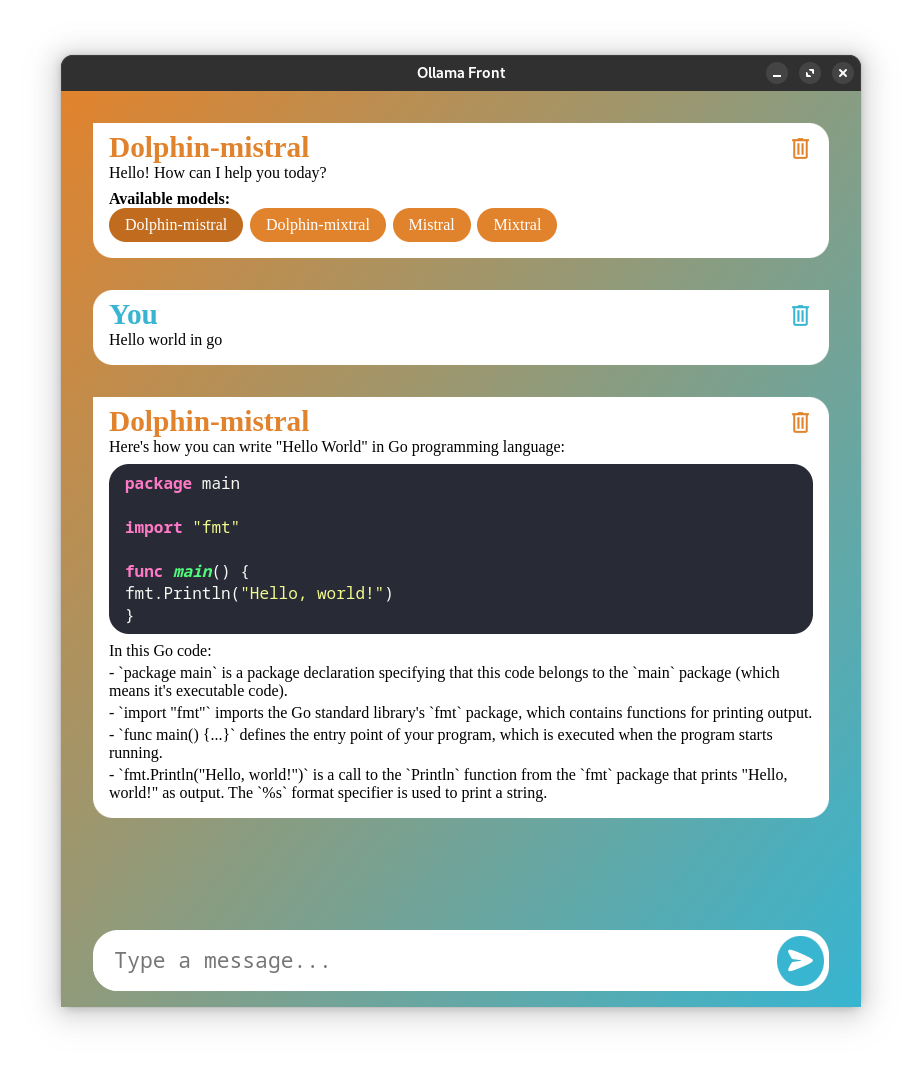 Ollama Front
Dolphin-mistral
Hello! How can I help you today?
Available models:
Dolphin-mistral Dolphin-mixtral Mistral Mixtral
You
Hello world in go
Dolphin-mistral
Here's how you can write "Hello World" in Go programming language:
package main
import "fmt"
func main() {
fmt.Println("Hello, world!")
}
In this Go code:
- `package main` is a package declaration specifying that this code belongs to the `main` package (which
means it's executable code).
- `import "fmt"` imports the Go standard library's `fmt` package, which contains functions for printing output.
- `func main() {...}` defines the entry point of your program, which is executed when the program starts
running.
- `fmt.Println("Hello, world!")` is a call to the `Println` function from the `fmt` package that prints "Hello,
world!" as output. The `%s` format specifier is used to print a string.
Type a message...